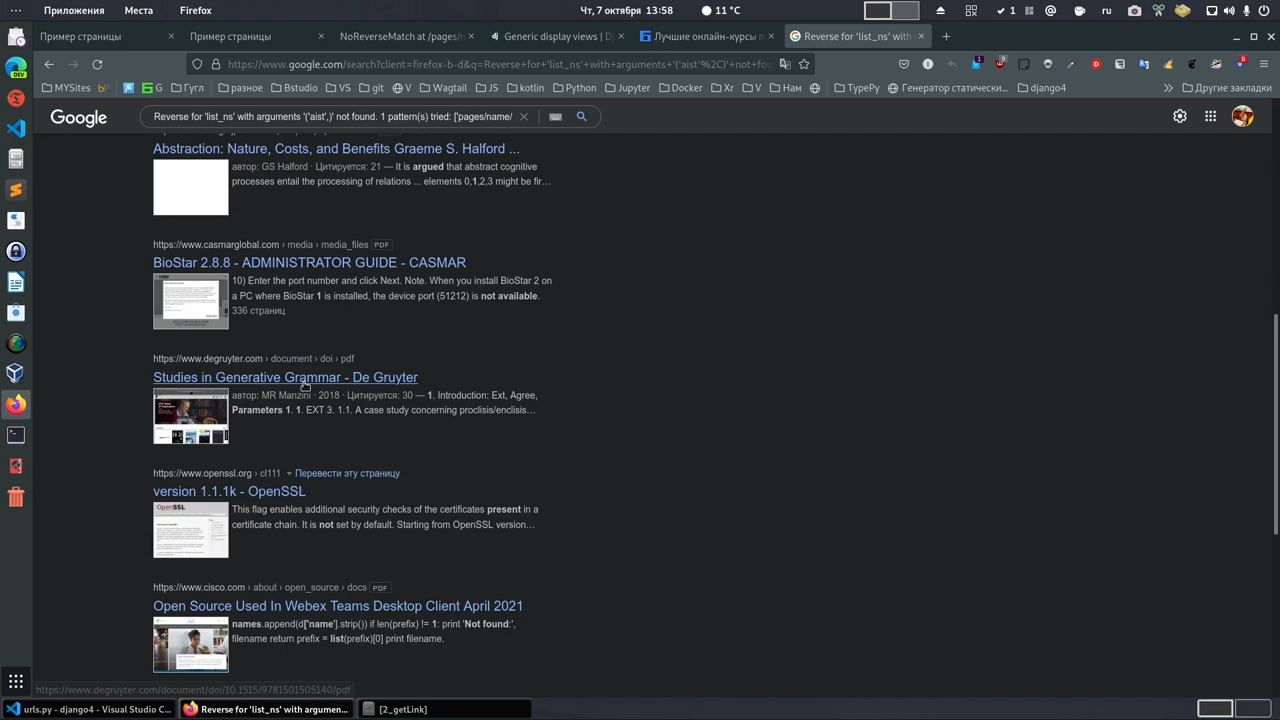 Приложения Места Firefox Чт, 7 октября 13:58 11 °C 1 ru
Пример страницы Пример страницы NoReverseMatch at /pages/ Generic display views | Dj Лучшие онлайн-курсы п Reverse for 'list_ns' with
https://www.google.com/search?client=firefox-b-d&q=Reverse+for+'list_ns'+with+arguments+'('aist'%2C)'+not+fou
MYSites bP G Гугл разное Bstudio VS git V Wagtail JS kotlin Python Jupyter Docker Xr V Нам TypePy Генератор статически… django4 Другие закладки
Google Reverse for 'list_ns' with arguments '('aist',)' not found. 1 pattern(s) tried: ['pages/name/
Abstraction: Nature, Costs, and Benefits Graeme S. Halford ...
автор: GS Halford · Цитируется: 21 — It is argued that abstract cognitive
processes entail the processing of relations ... elements 0,1,2,3 might be fir…
https://www.casmarglobal.com › media › media_files PDF
BioStar 2.8.8 - ADMINISTRATOR GUIDE - CASMAR
10) Enter the port number and click Next. Note. When you install BioStar 2 on
a PC where BioStar 1 is installed, the device port(1212) is not available.
336 страниц
https://www.degruyter.com › document › doi › pdf
Studies in Generative Grammar - De Gruyter
автор: MR Manzini · 2018 · Цитируется: 30 — 1. Introduction: Ext, Agree,
Parameters 1. 1. EXT 3. 1.1. A case study concerning proclisis/enclisis…
https://www.openssl.org › cl111 Перевести эту страницу
version 1.1.1k - OpenSSL
OpenSSL
This flag enables additional security checks of the certificates present in a
certificate chain. It is not set by default. Starting from OpenSSL version…
https://www.cisco.com › about › open_source › docs PDF
Open Source Used In Webex Teams Desktop Client April 2021
names.append(d['name'].strip()) if len(prefix) != 1: print 'Not found:',
filename return prefix = list(prefix)[0] print filename.
https://www.degruyter.com/document/doi/10.1515/9781501505140/pdf
urls.py - django4 - Visual Studio C... Reverse for 'list_ns' with argumen... [2_getLink]